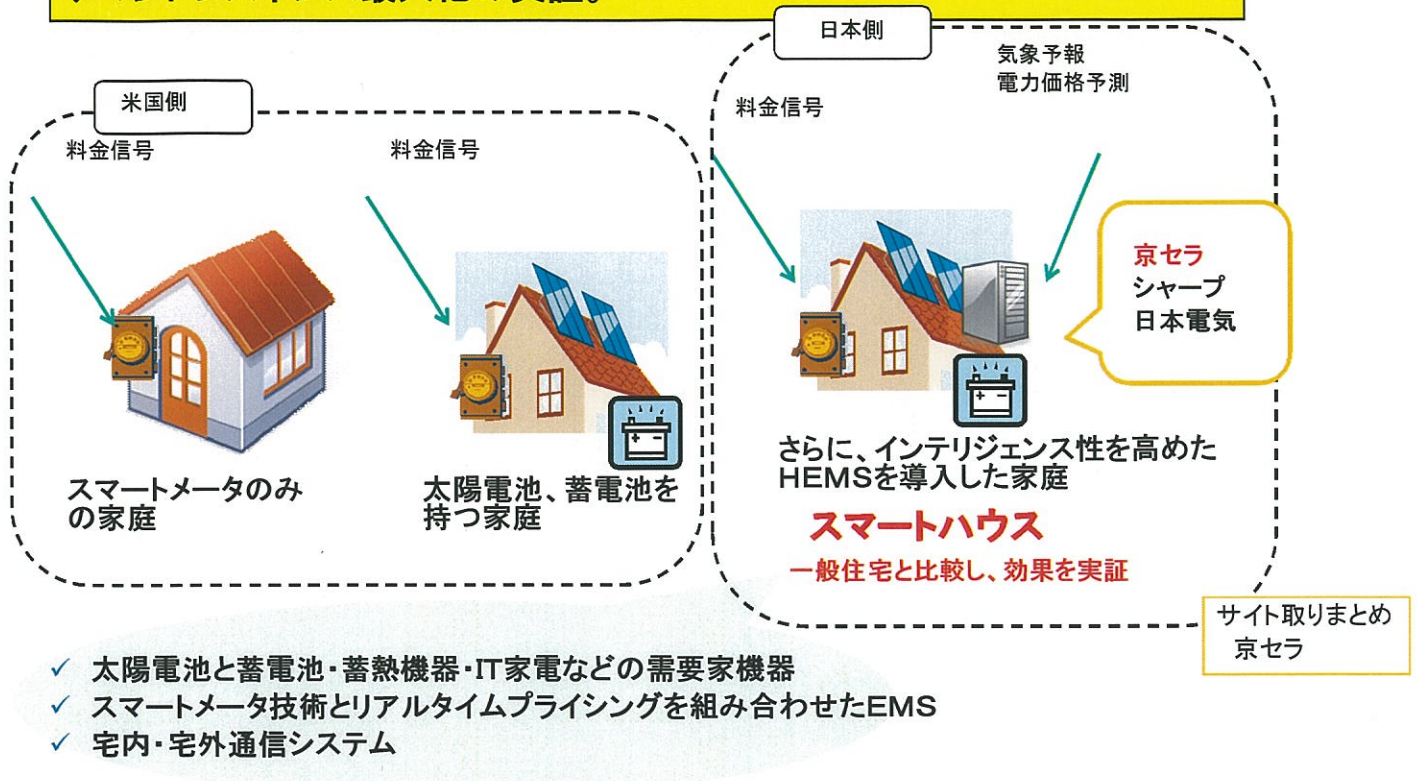 米国側
料金信号
料金信号
スマートメータのみ
の家庭
太陽電池、蓄電池を
持つ家庭
日本側
料金信号
気象予報
電力価格予測
京セラ
シャープ
日本電気
さらに、インテリジェンス性を高めた
HEMSを導入した家庭
スマートハウス
一般住宅と比較し、効果を実証
サイト取りまとめ
京セラ
✓ 太陽電池と蓄電池・蓄熱機器・IT家電などの需要家機器
✓ スマートメータ技術とリアルタイムプライシングを組み合わせたEMS
✓ 宅内・宅外通信システム